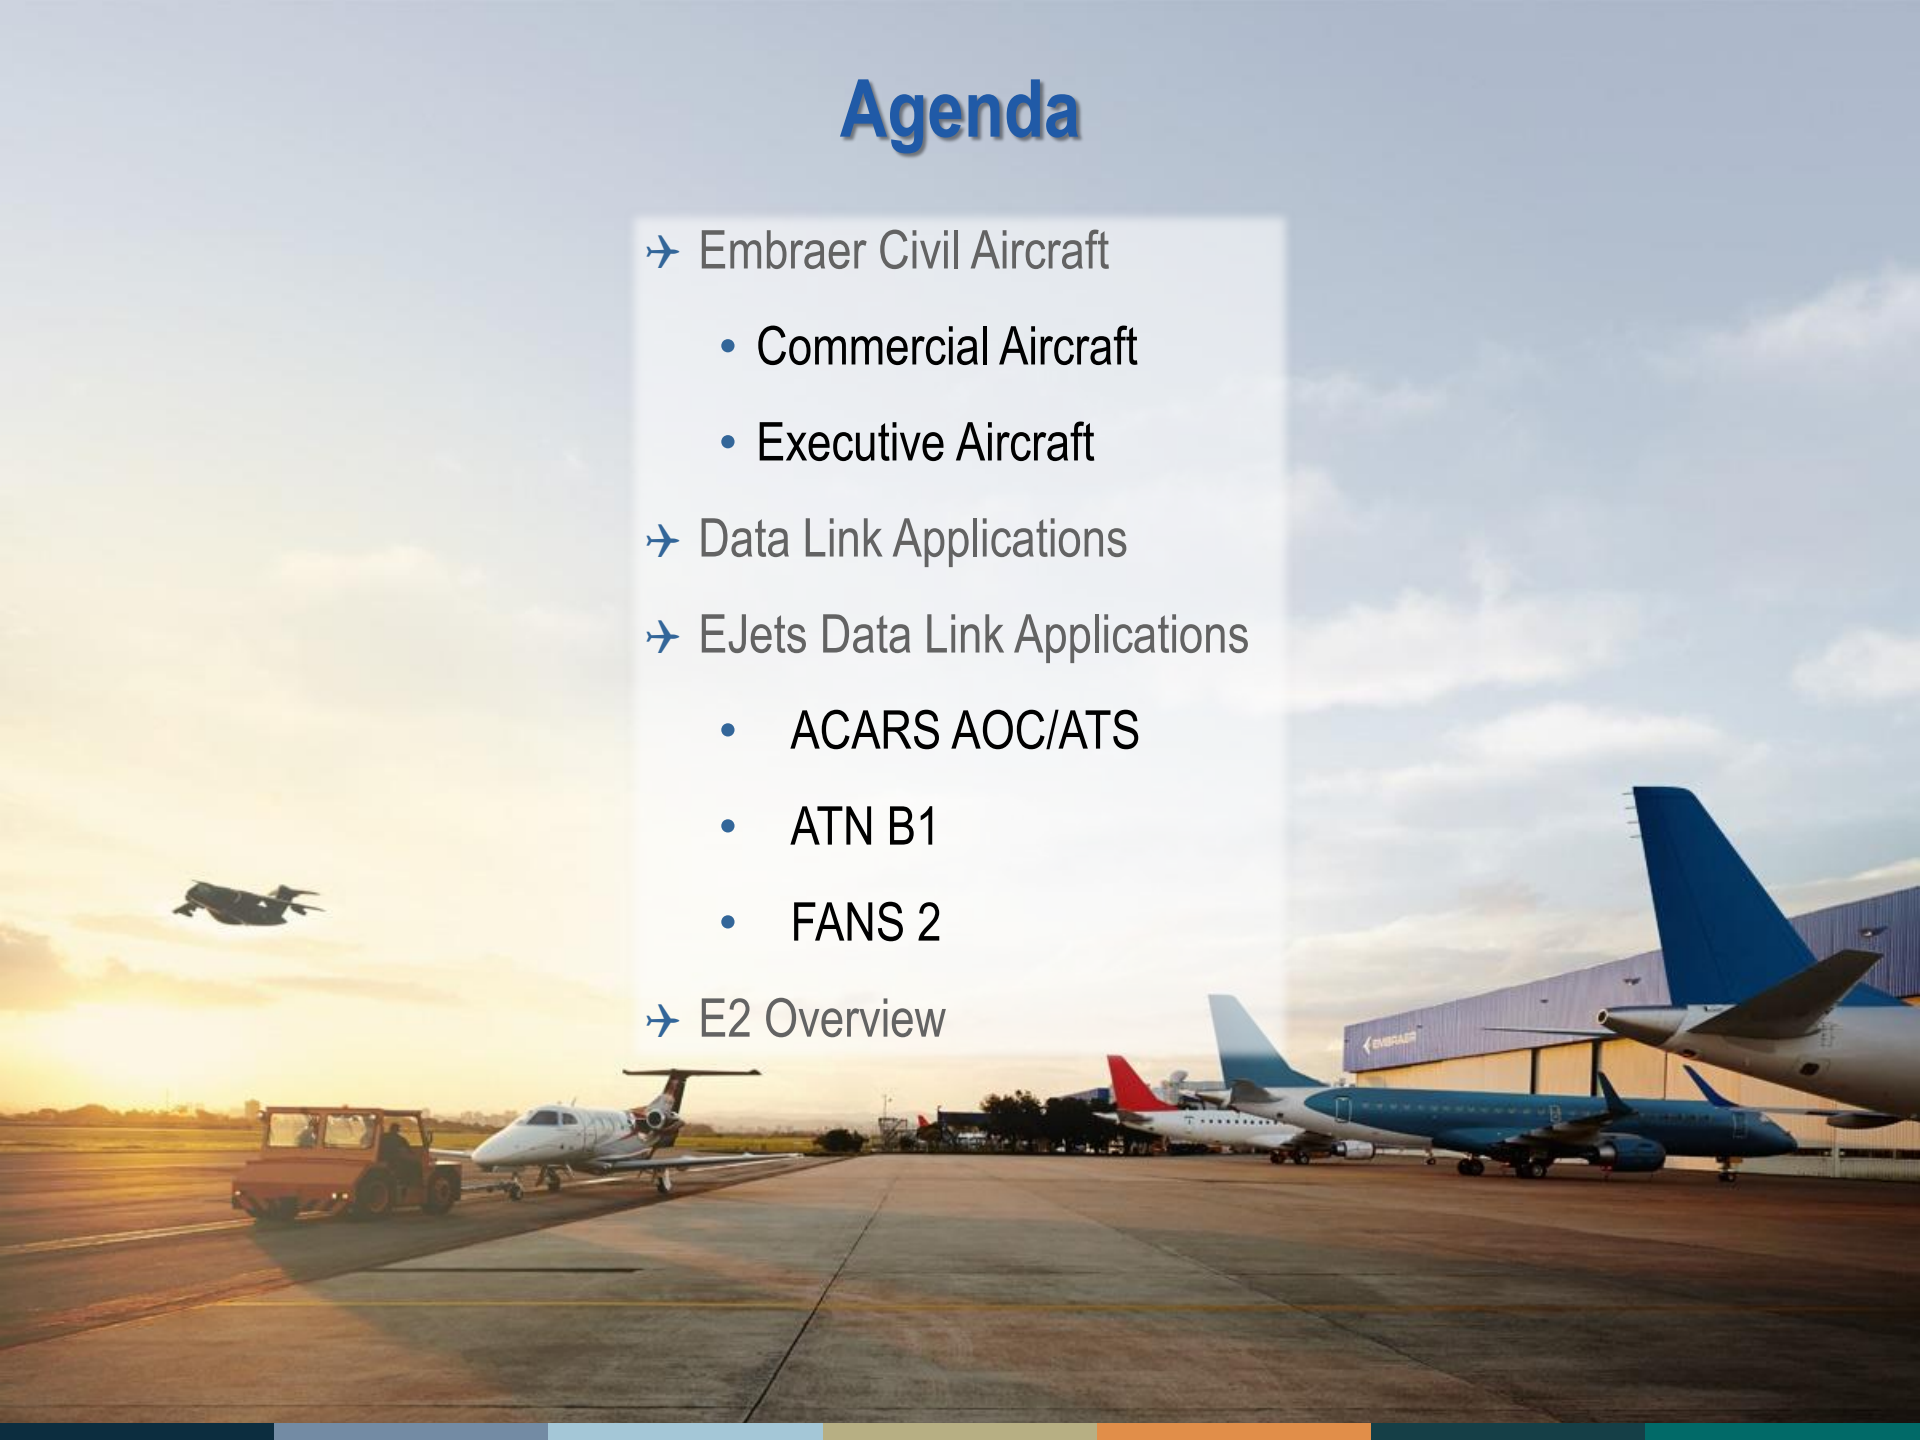 Agenda
Embraer Civil Aircraft
• Commercial Aircraft
• Executive Aircraft
Data Link Applications
EJets Data Link Applications
• ACARS AOC/ATS
• ATN B1
• FANS 2
E2 Overview
EMBRAER